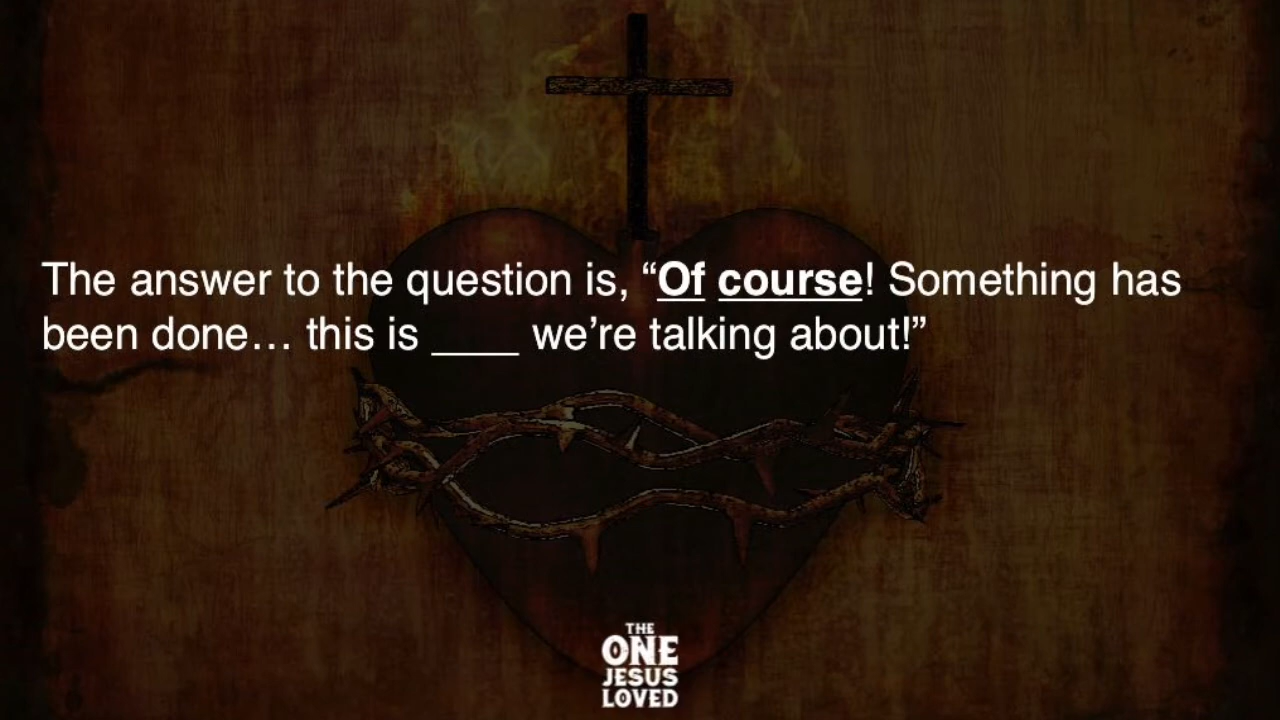 The answer to the question is, “Of course! Something has
been done… this is ____ we’re talking about!”
THE
ONE
JESUS
LOVED